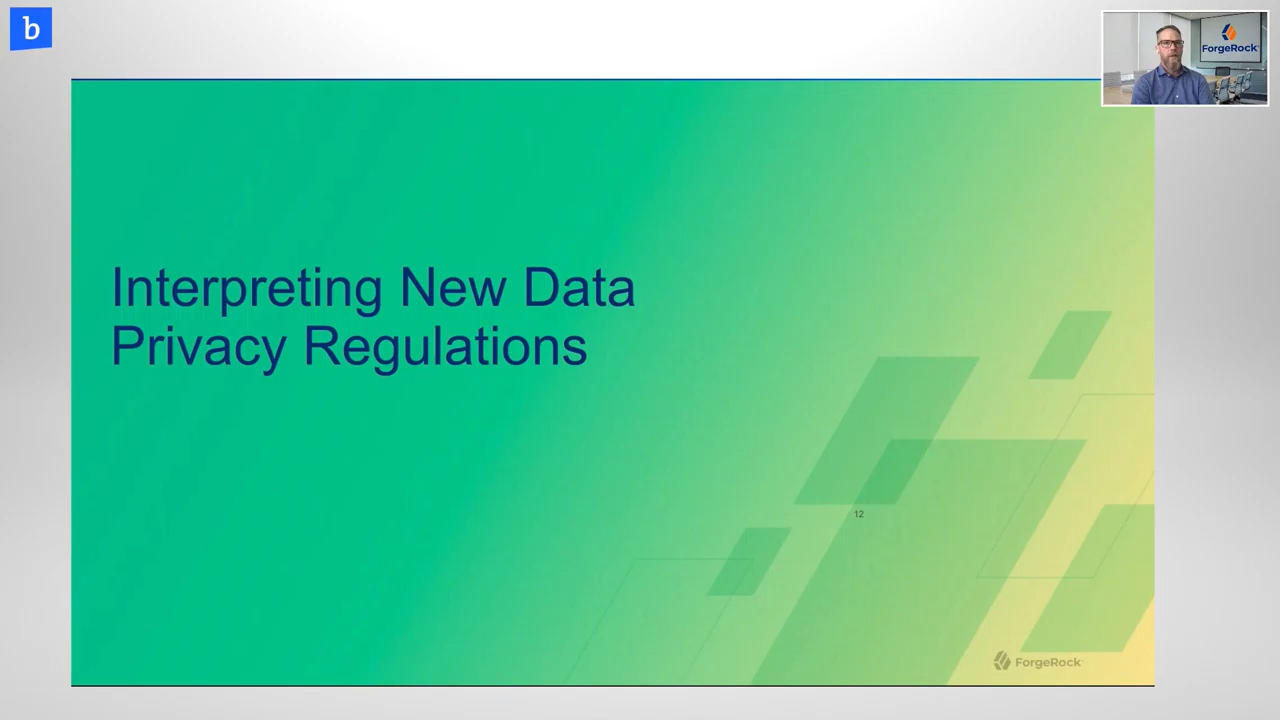 b
ForgeRock
Interpreting New Data
Privacy Regulations
12
ForgeRock